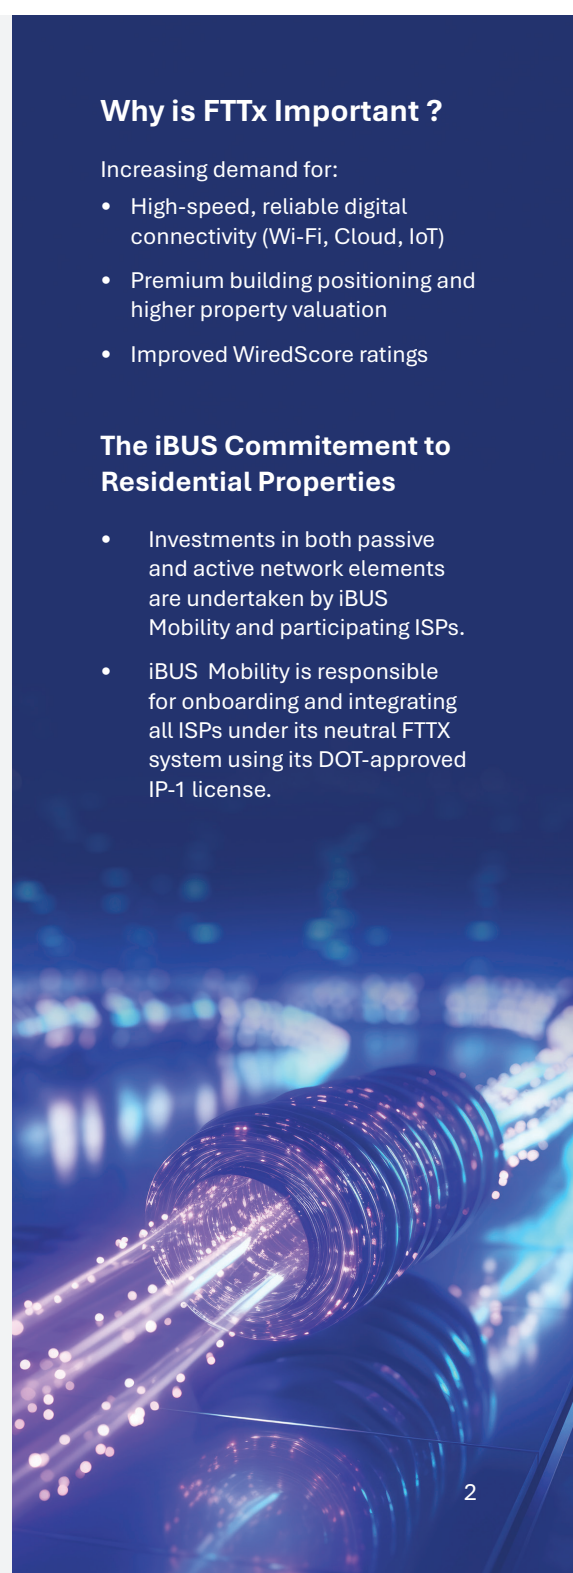 Why is FTTx Important ?
Increasing demand for:
• High-speed, reliable digital
connectivity (Wi-Fi, Cloud, IoT)
• Premium building positioning and
higher property valuation
• Improved WiredScore ratings
The iBUS Commitement to
Residential Properties
• Investments in both passive
and active network elements
are undertaken by iBUS
Mobility and participating ISPs.
• iBUS  Mobility is responsible
for onboarding and integrating
all ISPs under its neutral FTTX
system using its DOT-approved
IP-1 license.
2